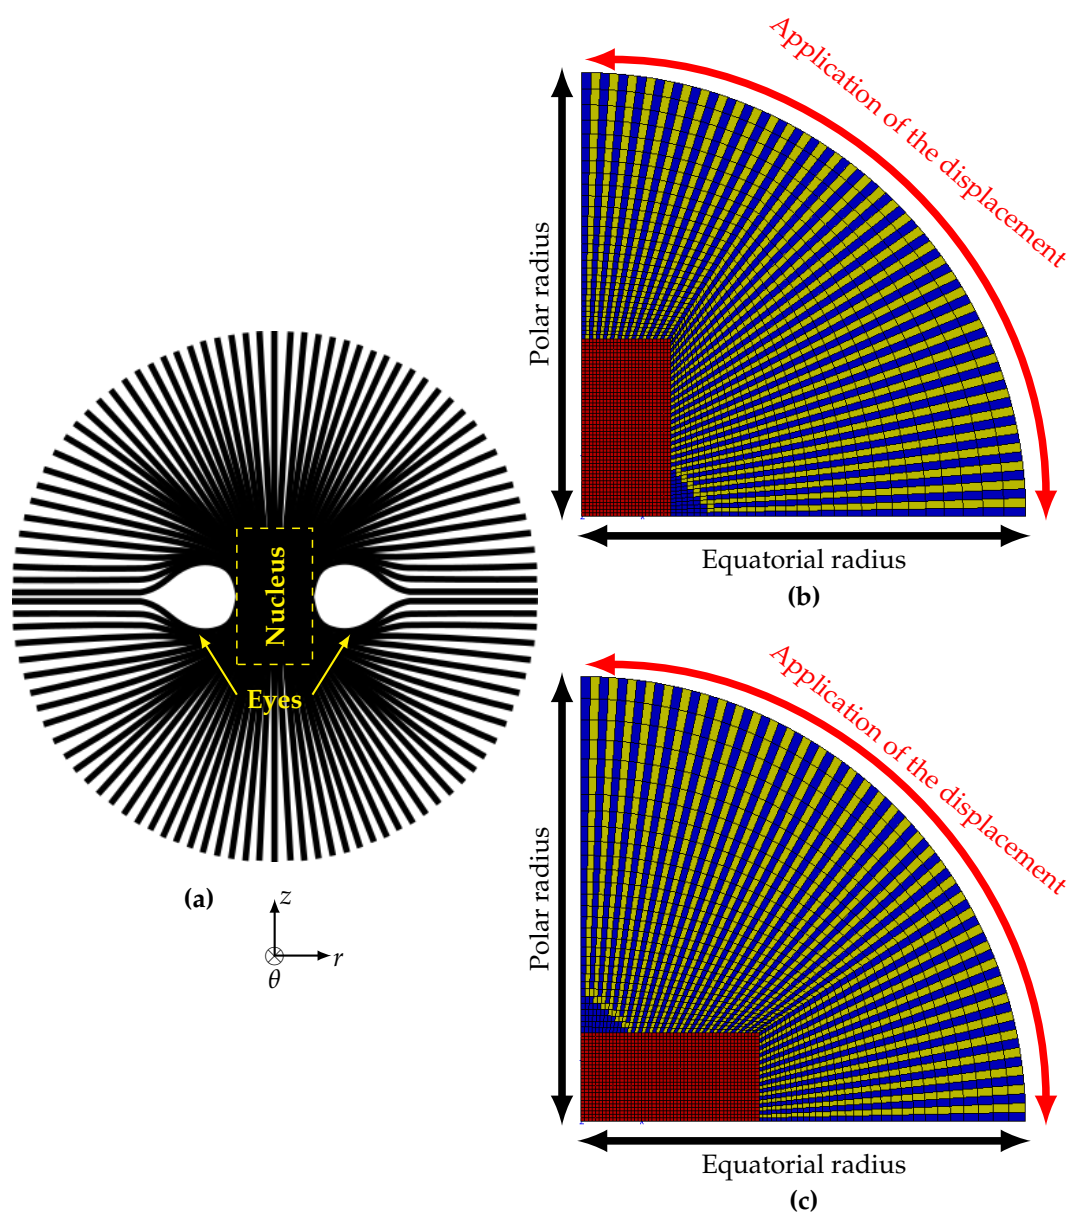 Nucleus
Eyes
(a)
z
r
θ
Application of the displacement
Polar radius
Equatorial radius
(b)
Application of the displacement
Polar radius
Equatorial radius
(c)